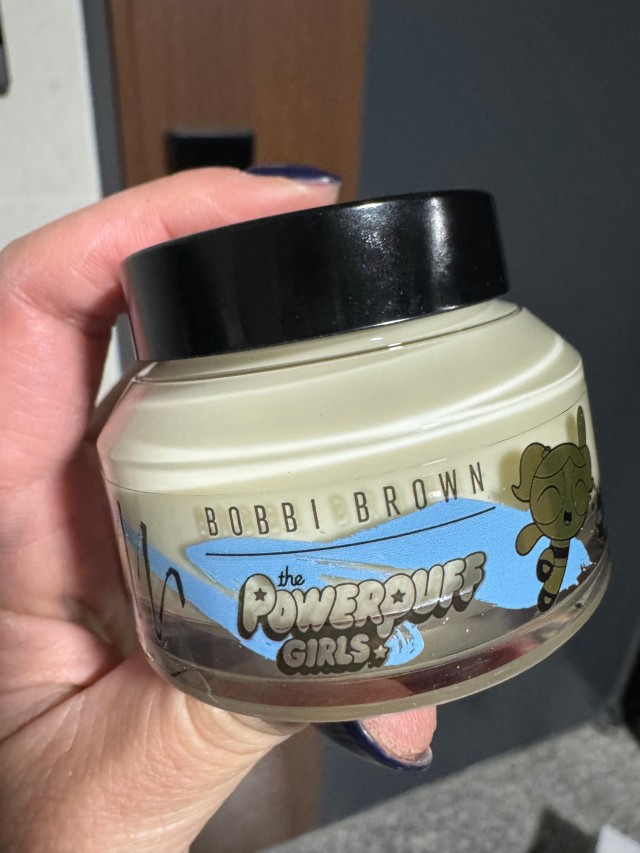 BOBBI BROWN
the
POWERPUFF
GIRLS